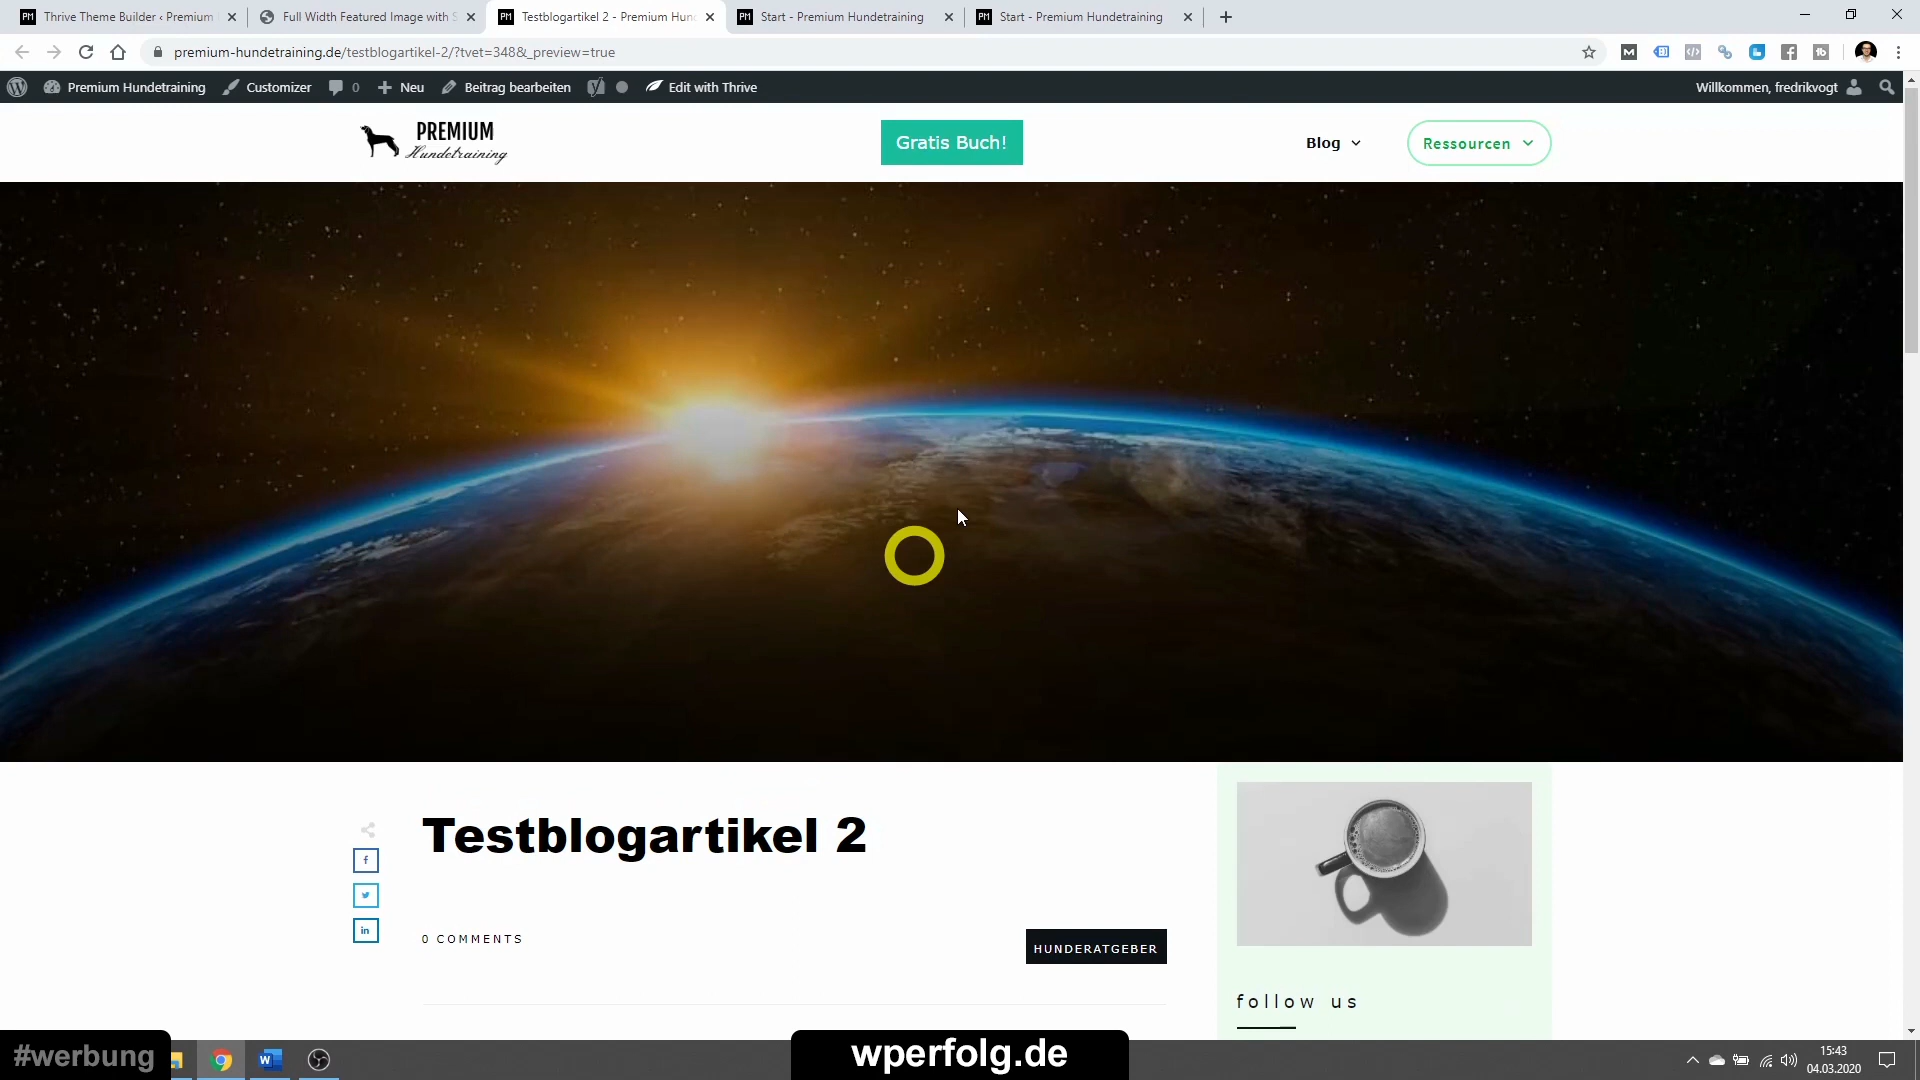 Thrive Theme Builder ‹ Premium
Full Width Featured Image with S
Testblogartikel 2 - Premium Hun
Start - Premium Hundetraining
Start - Premium Hundetraining
premium-hundetraining.de/testblogartikel-2/?tvet=348&_preview=true
Premium Hundetraining
Customizer
0
Neu
Beitrag bearbeiten
Edit with Thrive
Willkommen, fredrikvogt
PREMIUM
Hundetraining
Gratis Buch!
Blog
Ressourcen
Testblogartikel 2
0 COMMENTS
HUNDERATGEBER
follow us
#werbung
wperfolg.de
15:43
04.03.2020